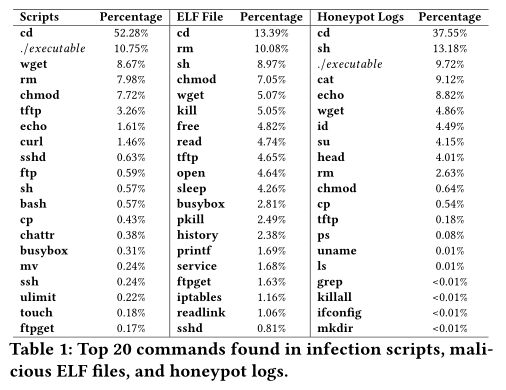 Scripts Percentage ELF File Percentage Honeypot Logs Percentage
cd 52.28% cd 13.39% cd 37.55%
./executable 10.75% rm 10.08% sh 13.18%
wget 8.67% sh 8.97% ./executable 9.72%
rm 7.98% chmod 7.05% cat 9.12%
chmod 7.72% wget 5.07% echo 8.82%
tftp 3.26% kill 5.05% wget 4.86%
echo 1.61% free 4.82% id 4.49%
curl 1.46% read 4.74% su 4.15%
sshd 0.63% tftp 4.65% head 4.01%
ftp 0.59% open 4.64% rm 2.63%
sh 0.57% sleep 4.26% chmod 0.64%
bash 0.57% busybox 2.81% cp 0.54%
cp 0.43% pkill 2.49% tftp 0.18%
chattr 0.38% history 2.38% ps 0.08%
busybox 0.31% printf 1.69% uname 0.01%
mv 0.24% service 1.68% ls 0.01%
ssh 0.24% ftpget 1.63% grep <0.01%
ulimit 0.22% iptables 1.16% killall <0.01%
touch 0.18% readlink 1.06% ifconfig <0.01%
ftpget 0.17% sshd 0.81% mkdir <0.01%
Table 1: Top 20 commands found in infection scripts, mali-
cious ELF files, and honeypot logs.